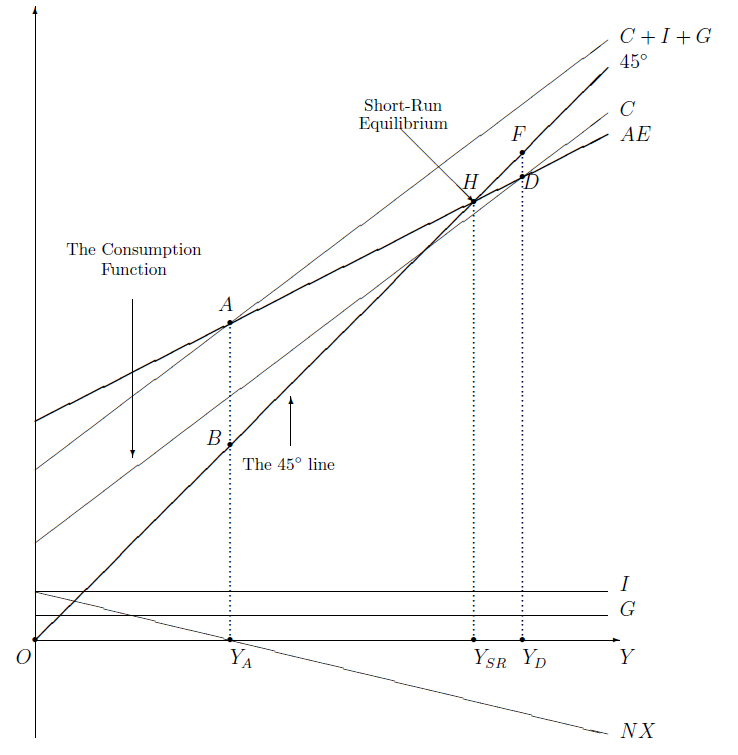 C + I + G
45°
C
AE
Short-Run
Equilibrium
F
H
D
The Consumption
Function
A
B
The 45° line
I
G
O
Y_A
Y_SR
Y_D
Y
NX